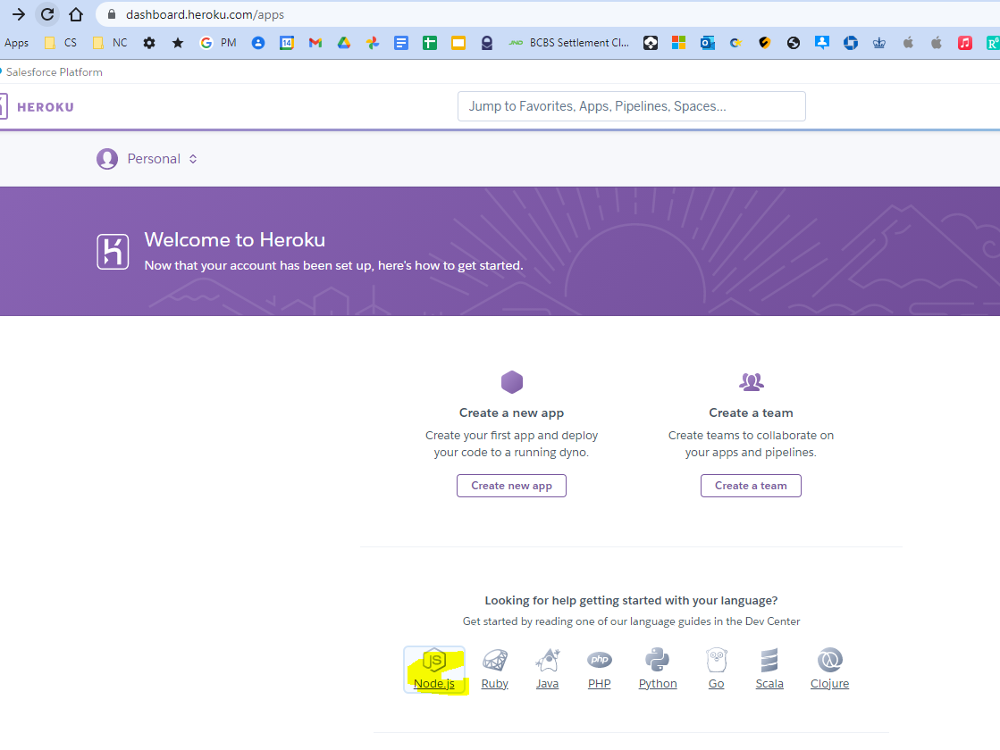 dashboard.heroku.com/apps
Apps CS NC PM 14 BCBS Settlement Cl...
Salesforce Platform
HEROKU
Jump to Favorites, Apps, Pipelines, Spaces...
Personal
Welcome to Heroku
Now that your account has been set up, here's how to get started.
Create a new app
Create your first app and deploy
your code to a running dyno.
Create new app
Create a team
Create teams to collaborate on
your apps and pipelines.
Create a team
Looking for help getting started with your language?
Get started by reading one of our language guides in the Dev Center
JS php
Node.js Ruby Java PHP Python Go Scala Clojure